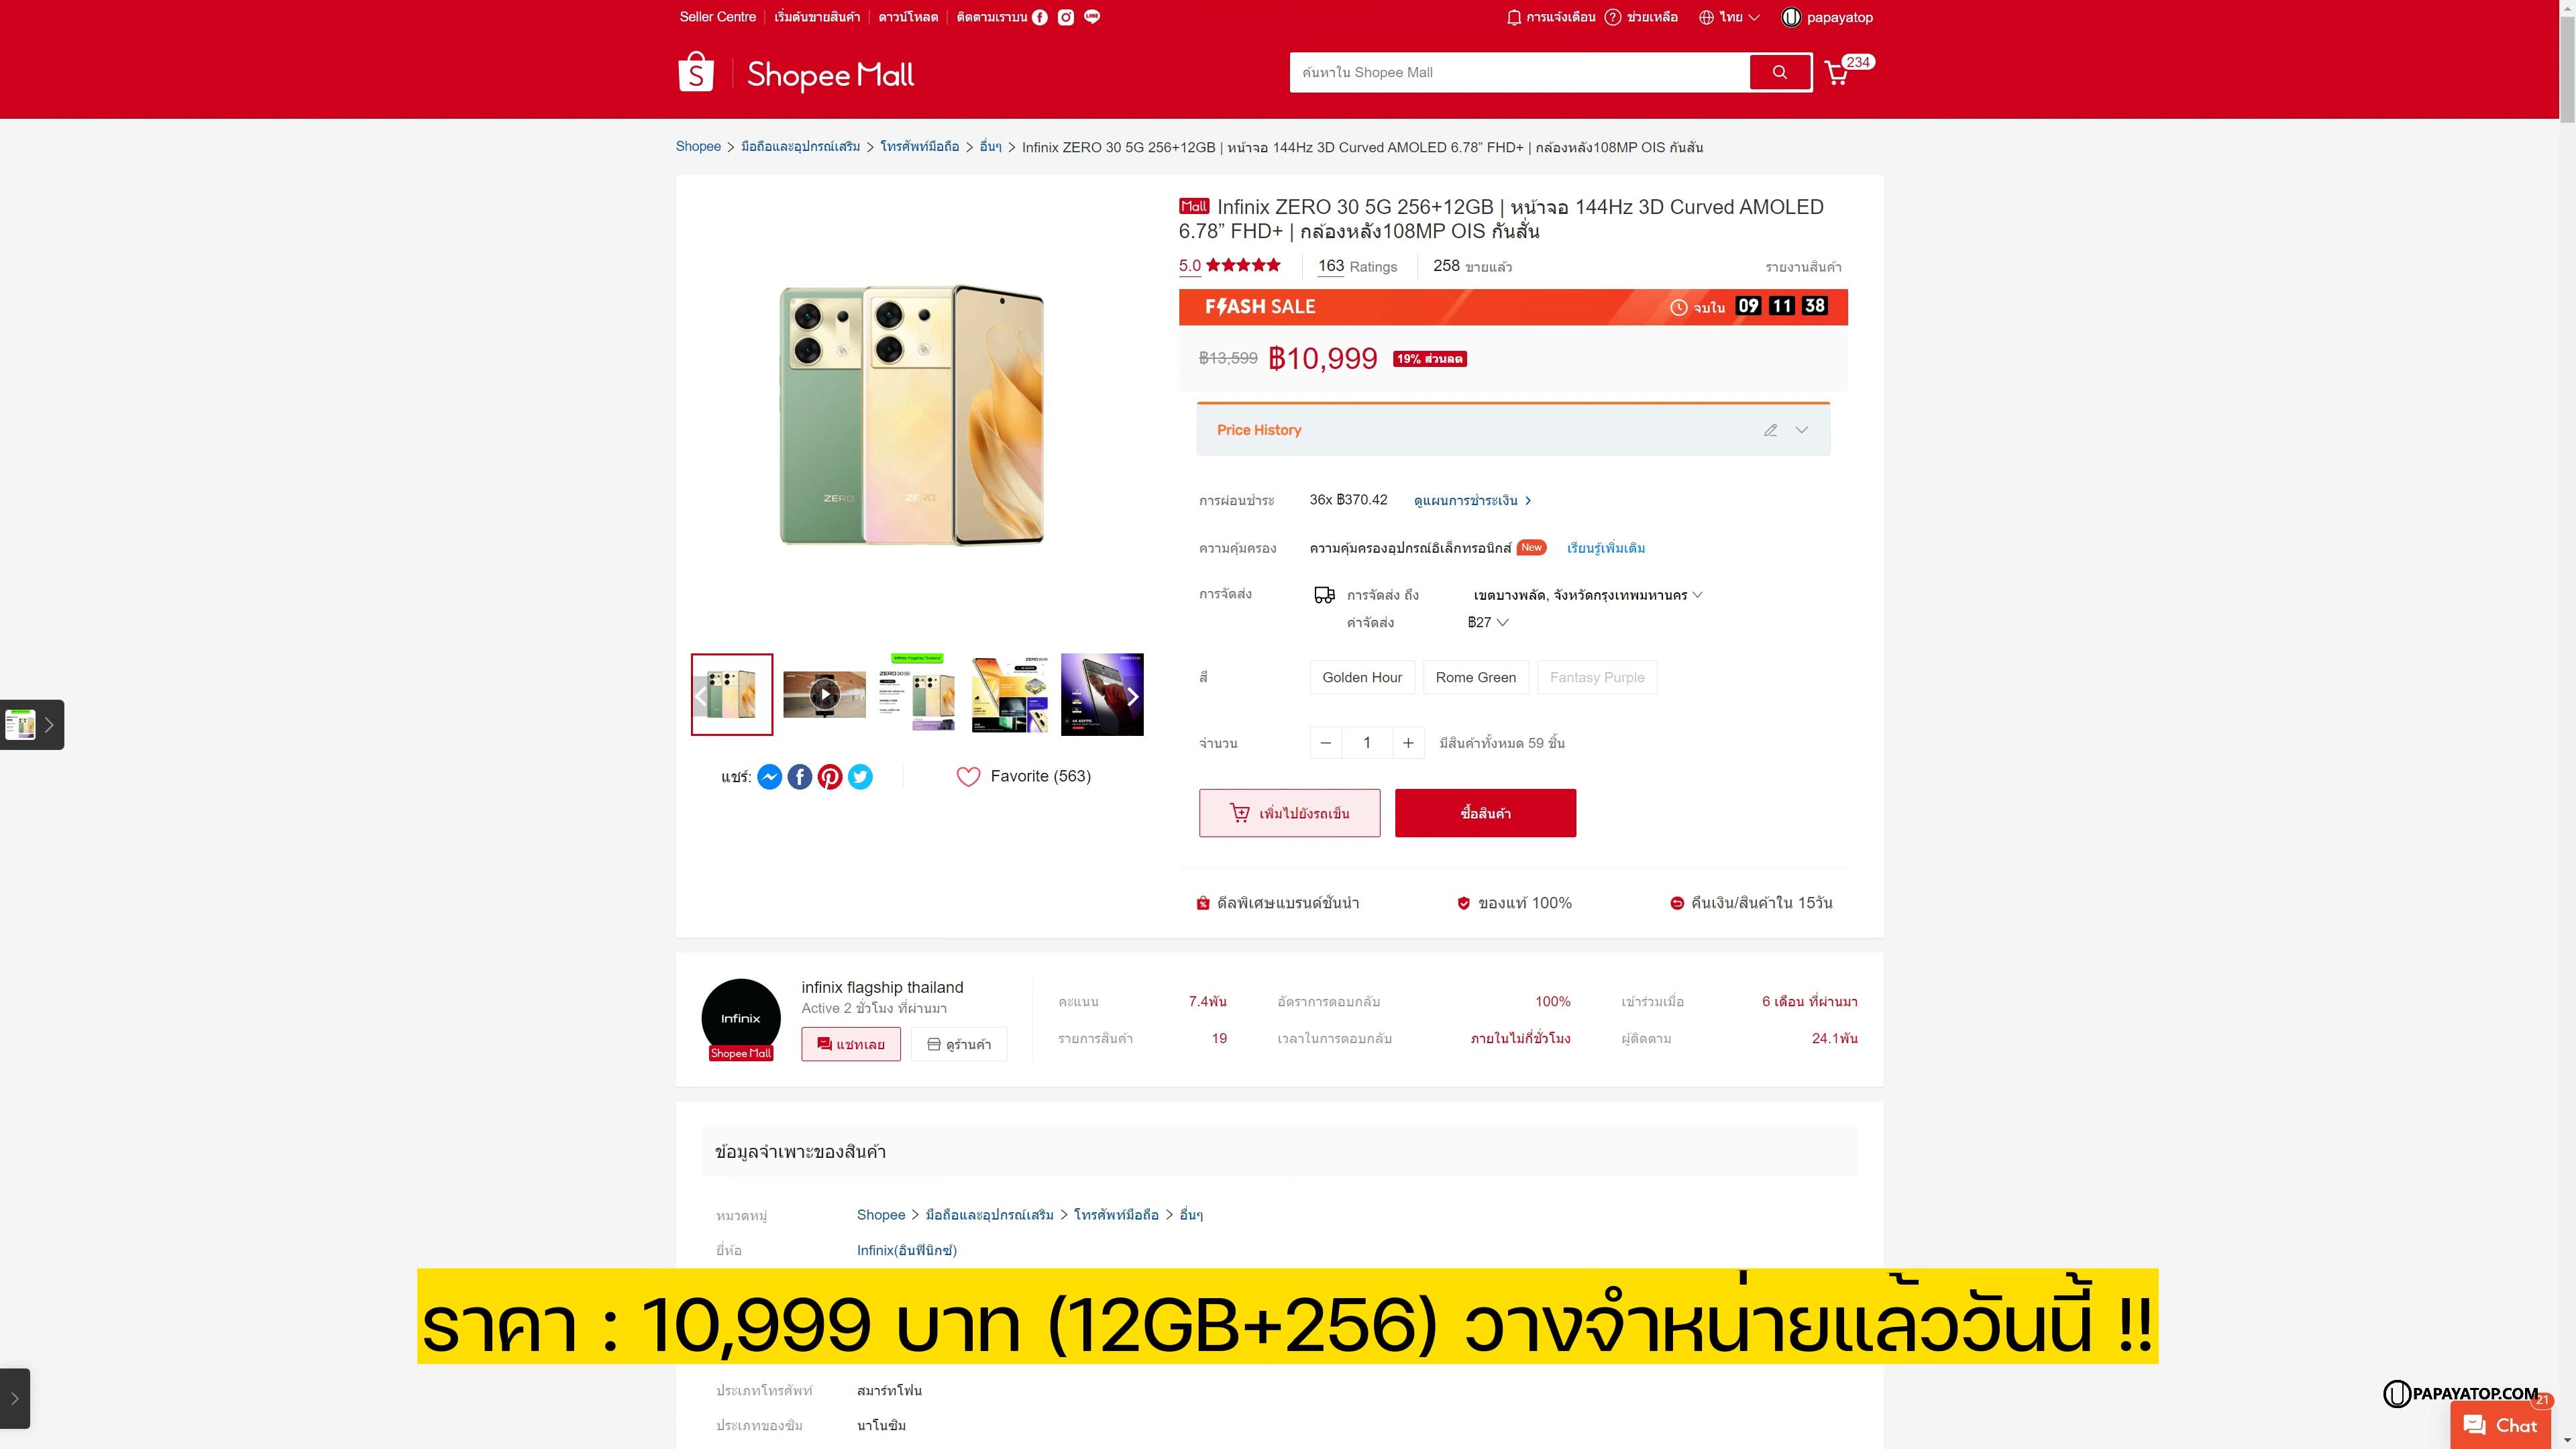 Seller Centre เริ่มต้นขายสินค้า ดาวน์โหลด ติดตามเราบน
การแจ้งเตือน ช่วยเหลือ ไทย papayatop
Shopee Mall
ค้นหาใน Shopee Mall
234
Shopee > มือถือและอุปกรณ์เสริม > โทรศัพท์มือถือ > อื่นๆ > Infinix ZERO 30 5G 256+12GB | หน้าจอ 144Hz 3D Curved AMOLED 6.78” FHD+ | กล้องหลัง108MP OIS กันสั่น
Mall Infinix ZERO 30 5G 256+12GB | หน้าจอ 144Hz 3D Curved AMOLED
6.78” FHD+ | กล้องหลัง108MP OIS กันสั่น
5.0 163 Ratings 258 ขายแล้ว รายงานสินค้า
FLASH SALE จบใน 09 11 38
฿13,599 ฿10,999 19% ส่วนลด
Price History
การผ่อนชำระ 36x ฿370.42 ดูแผนการชำระเงิน
ความคุ้มครอง ความคุ้มครองอุปกรณ์อิเล็กทรอนิกส์ New เรียนรู้เพิ่มเติม
การจัดส่ง การจัดส่ง ถึง เขตบางพลัด, จังหวัดกรุงเทพมหานคร
ค่าจัดส่ง ฿27
สี Golden Hour Rome Green Fantasy Purple
จำนวน 1 มีสินค้าทั้งหมด 59 ชิ้น
เพิ่มไปยังรถเข็น ซื้อสินค้า
ดีลพิเศษแบรนด์ชั้นนำ ของแท้ 100% คืนเงิน/สินค้าใน 15วัน
ZERO ZERO
แชร์: Favorite (563)
Infinix
Shopee Mall
infinix flagship thailand
Active 2 ชั่วโมง ที่ผ่านมา
แชทเลย ดูร้านค้า
คะแนน 7.4พัน อัตราการตอบกลับ 100% เข้าร่วมเมื่อ 6 เดือน ที่ผ่านมา
รายการสินค้า 19 เวลาในการตอบกลับ ภายในไม่กี่ชั่วโมง ผู้ติดตาม 24.1พัน
ข้อมูลจำเพาะของสินค้า
หมวดหมู่ Shopee > มือถือและอุปกรณ์เสริม > โทรศัพท์มือถือ > อื่นๆ
ยี่ห้อ Infinix(อินฟินิกซ์)
ราคา : 10,999 บาท (12GB+256) วางจำหน่ายแล้ววันนี้ !!
ประเภทโทรศัพท์ สมาร์ทโฟน
ประเภทของซิม นาโนซิม
PAPAYATOP.COM
21
Chat